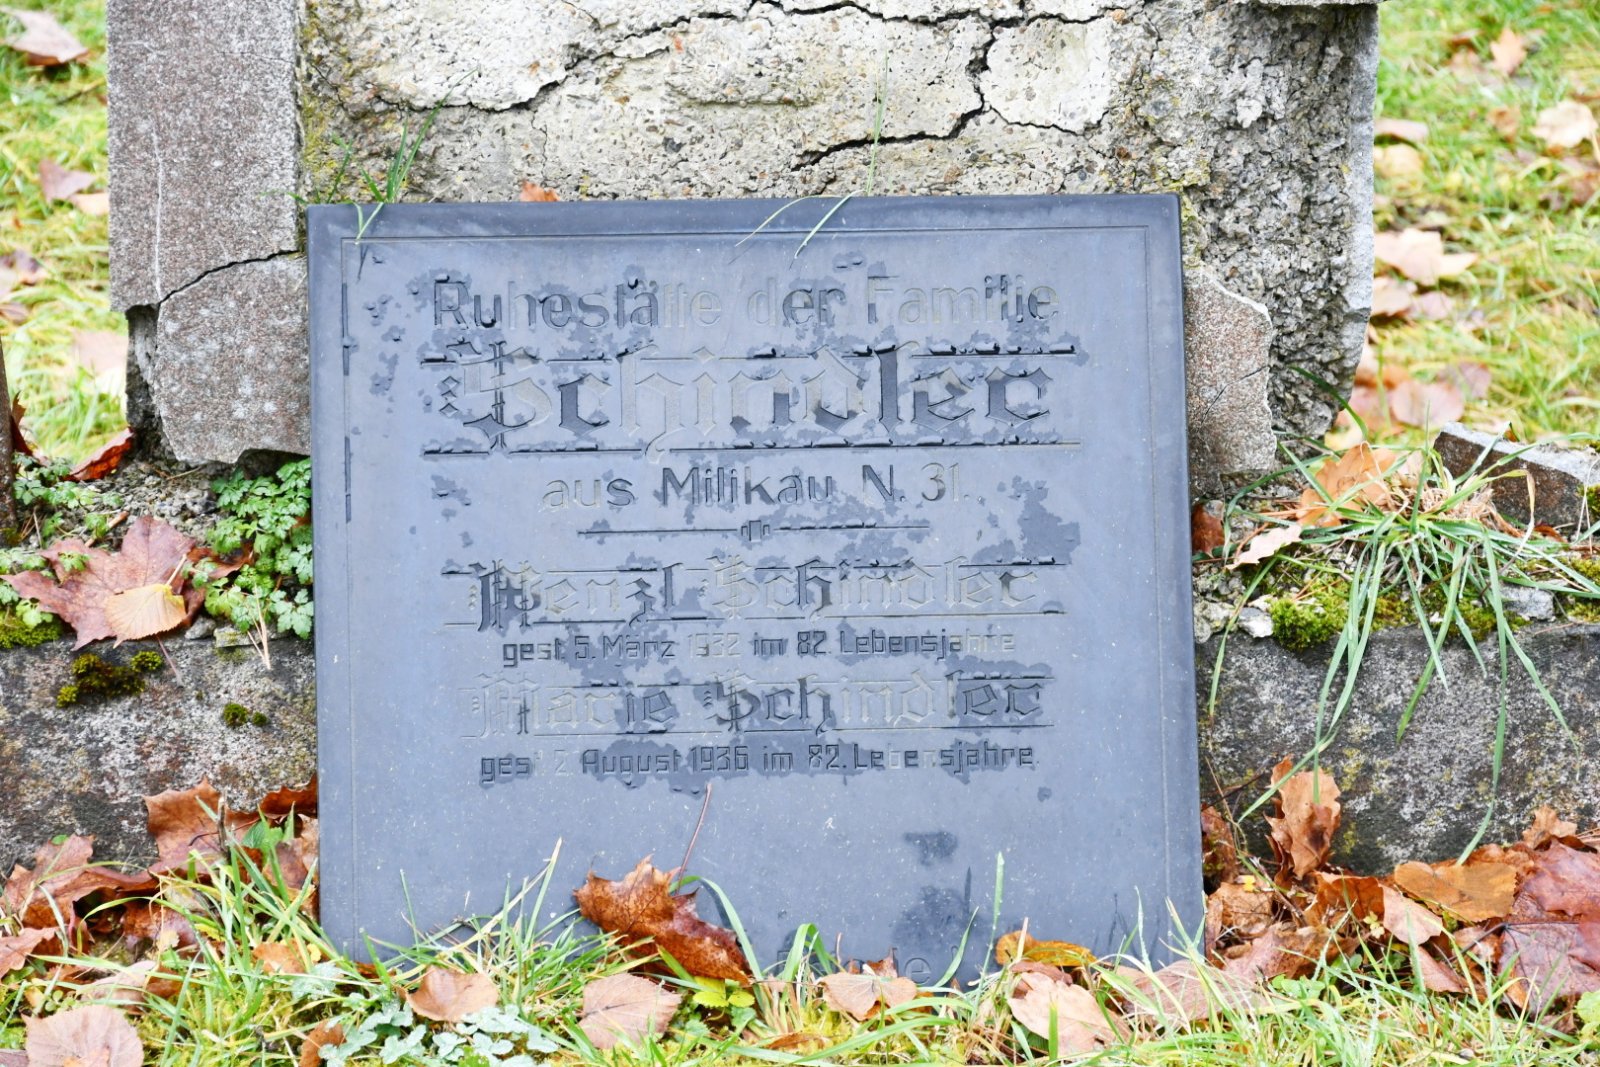 Ruhestätte der Familie
Schindler
aus Milikau N. 31.
Wenzl Schindler
gest. 5. März 1932 im 82. Lebensjahre
Marie Schindler
gest. 2. August 1936 im 82. Lebensjahre.